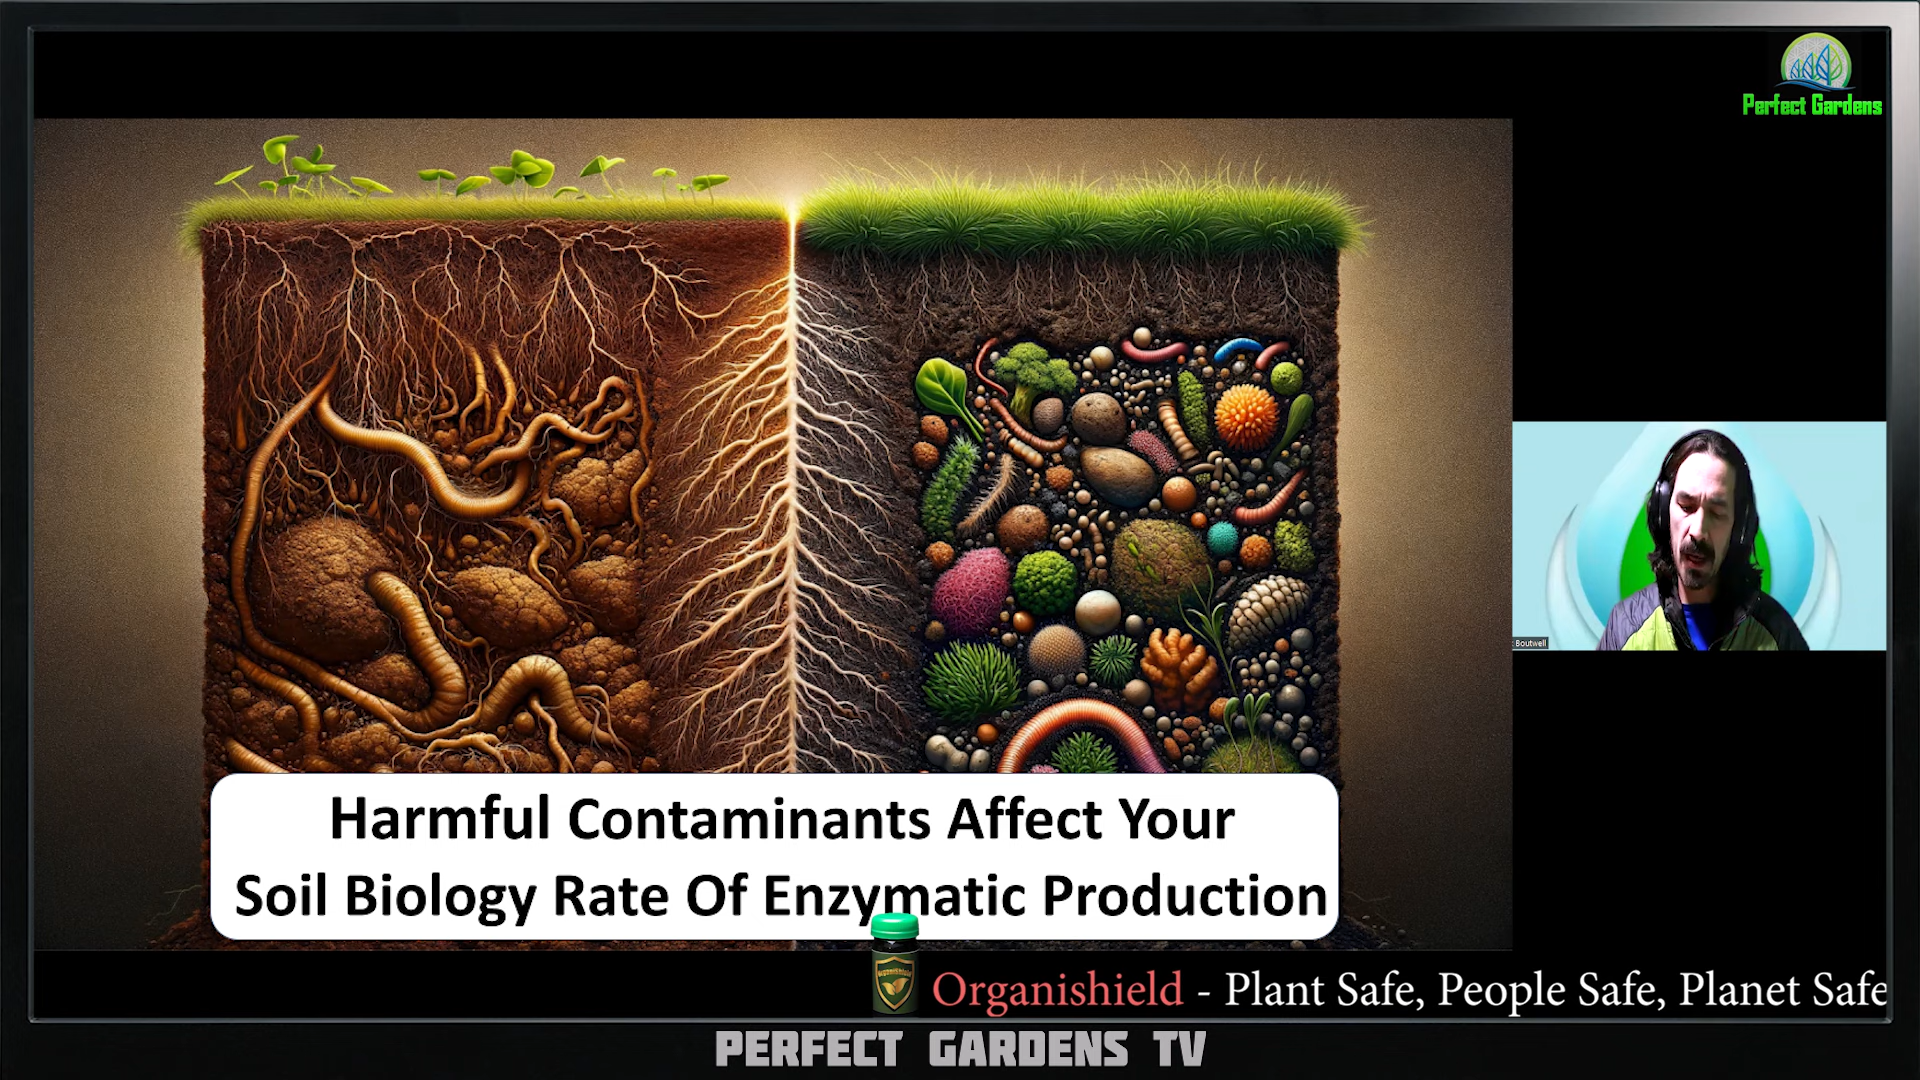 Perfect Gardens
Boutwell
Harmful Contaminants Affect Your
Soil Biology Rate Of Enzymatic Production
Organishield
Organishield - Plant Safe, People Safe, Planet Safe
PERFECT GARDENS TV